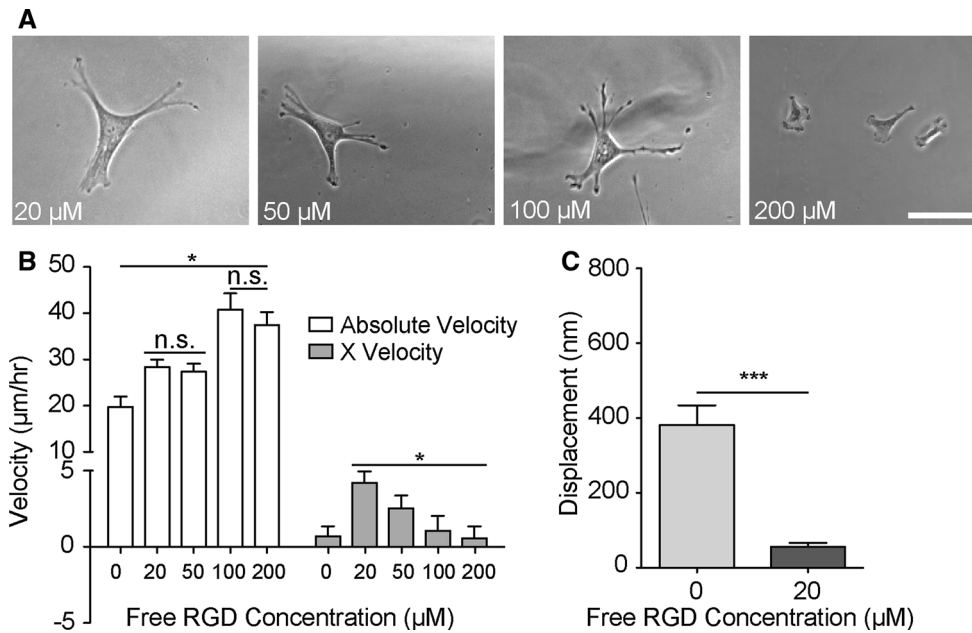 A
20 µM
50 µM
100 µM
200 µM
B
Velocity (µm/hr)
50
40
30
20
10
5
0
-5
*
n.s.
n.s.
Absolute Velocity
X Velocity
*
0 20 50 100 200 0 20 50 100 200
Free RGD Concentration (µM)
C
Displacement (nm)
800
600
400
200
0
***
0 20
Free RGD Concentration (µM)